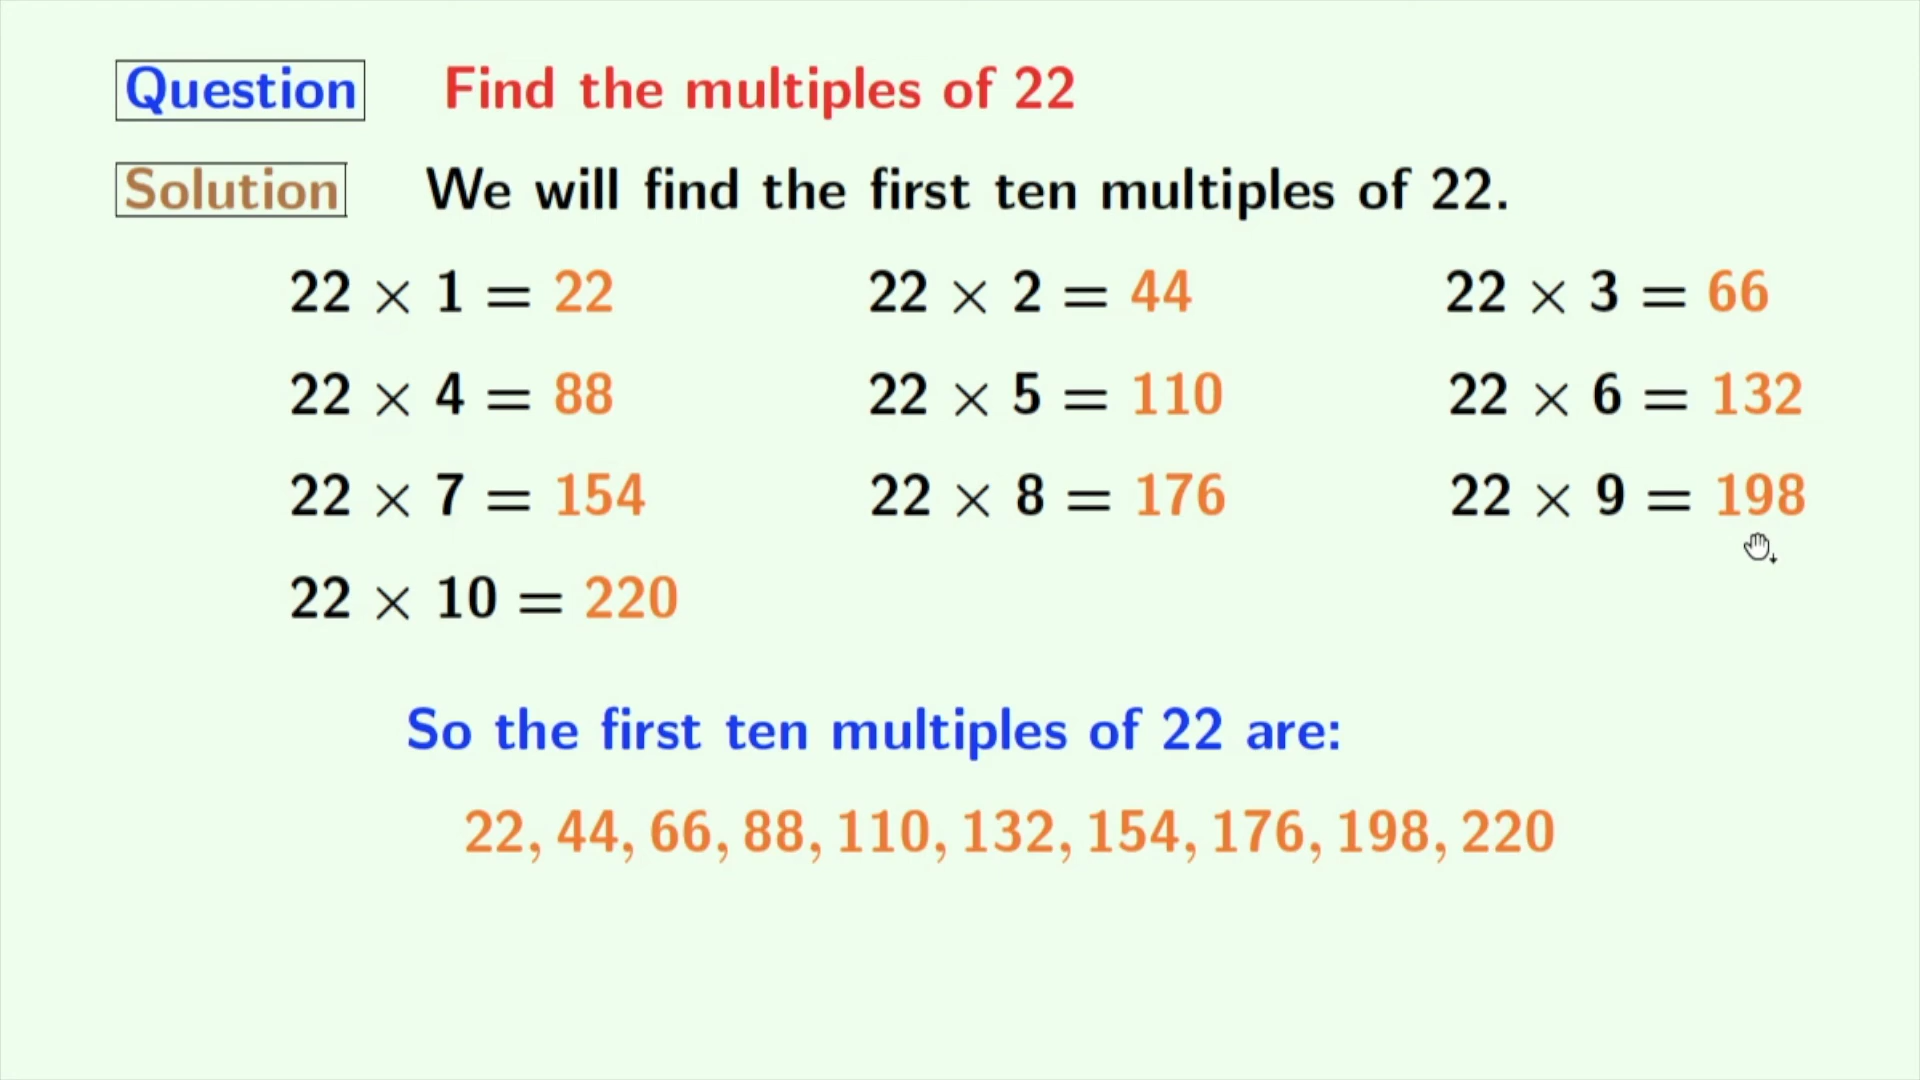 Question Find the multiples of 22
Solution We will find the first ten multiples of 22.
22 × 1 = 22 22 × 2 = 44 22 × 3 = 66
22 × 4 = 88 22 × 5 = 110 22 × 6 = 132
22 × 7 = 154 22 × 8 = 176 22 × 9 = 198
22 × 10 = 220
So the first ten multiples of 22 are:
22, 44, 66, 88, 110, 132, 154, 176, 198, 220